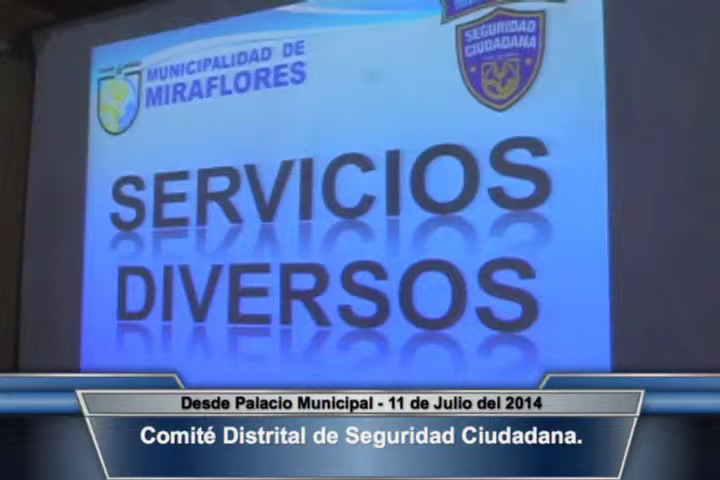 MUNICIPALIDAD DE
MIRAFLORES
SEGURIDAD
CIUDADANA
SERVICIOS
DIVERSOS
Desde Palacio Municipal - 11 de Julio del 2014
Comité Distrital de Seguridad Ciudadana.